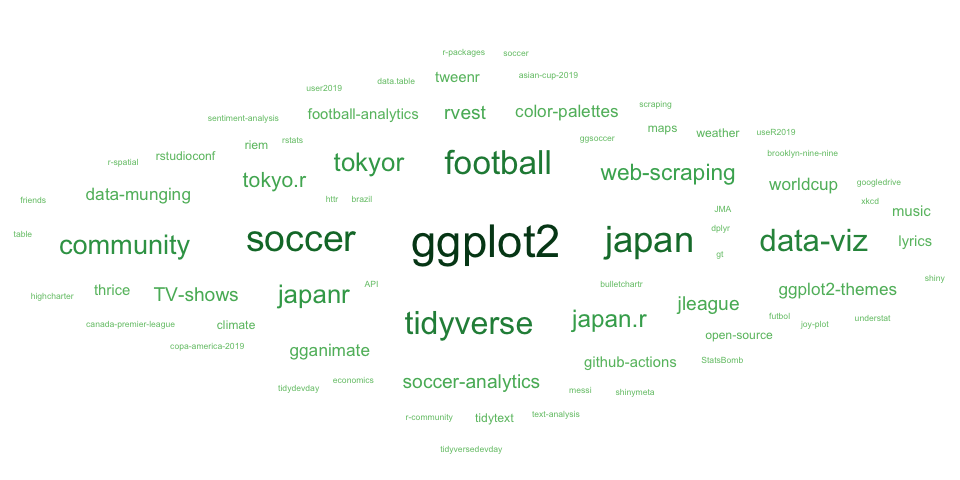 r-packages soccer
data.table tweenr asian-cup-2019
user2019
sentiment-analysis football-analytics rvest color-palettes scraping
rstats ggsoccer maps weather useR2019
r-spatial rstudioconf riem tokyor football brooklyn-nine-nine
data-munging tokyo.r web-scraping worldcup googledrive
friends httr brazil xkcd
JMA music
table community soccer ggplot2 japan dplyr data-viz lyrics
gt
highcharter thrice TV-shows japanr API bulletchartr jleague ggplot2-themes shiny
canada-premier-league climate tidyverse japan.r futbol joy-plot understat
copa-america-2019 gganimate open-source
github-actions StatsBomb
tidydevday economics soccer-analytics messi shinymeta
r-community tidytext text-analysis
tidyversedevday